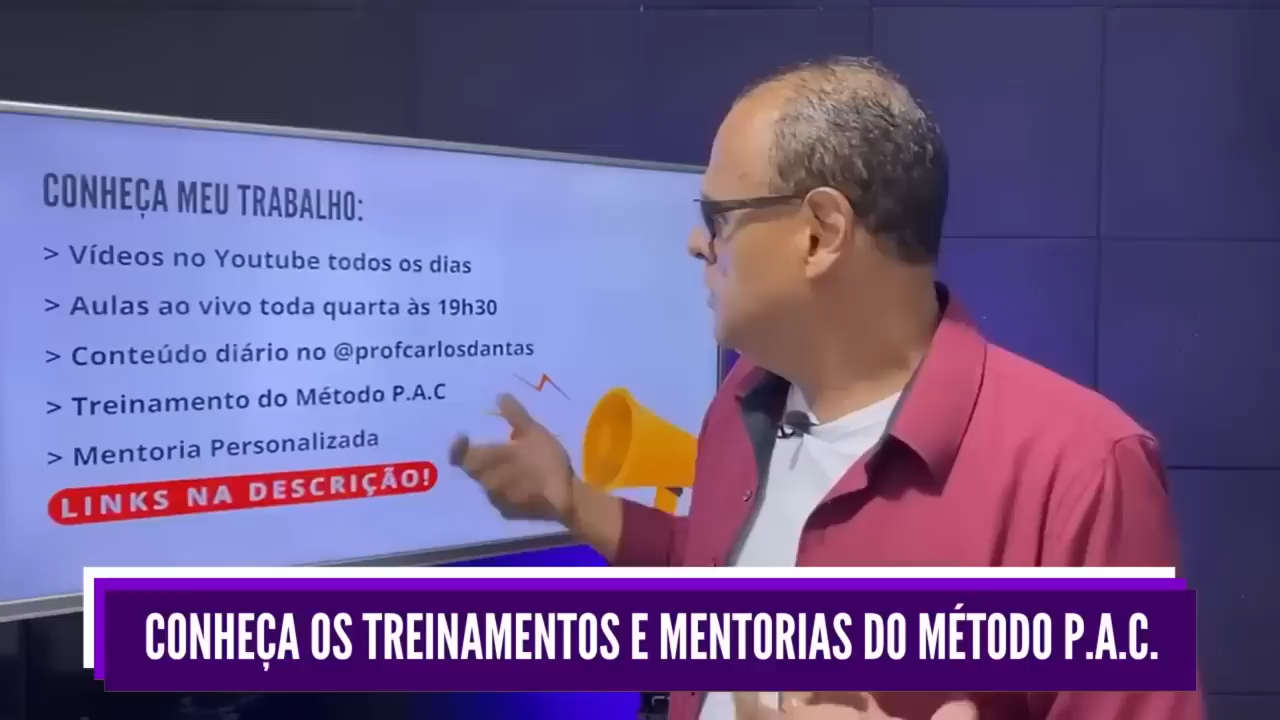 CONHEÇA MEU TRABALHO:
> Vídeos no Youtube todos os dias
> Aulas ao vivo toda quarta às 19h30
> Conteúdo diário no @profcarlosdantas
> Treinamento do Método P.A.C
> Mentoria Personalizada
LINKS NA DESCRIÇÃO!
CONHEÇA OS TREINAMENTOS E MENTORIAS DO MÉTODO P.A.C.